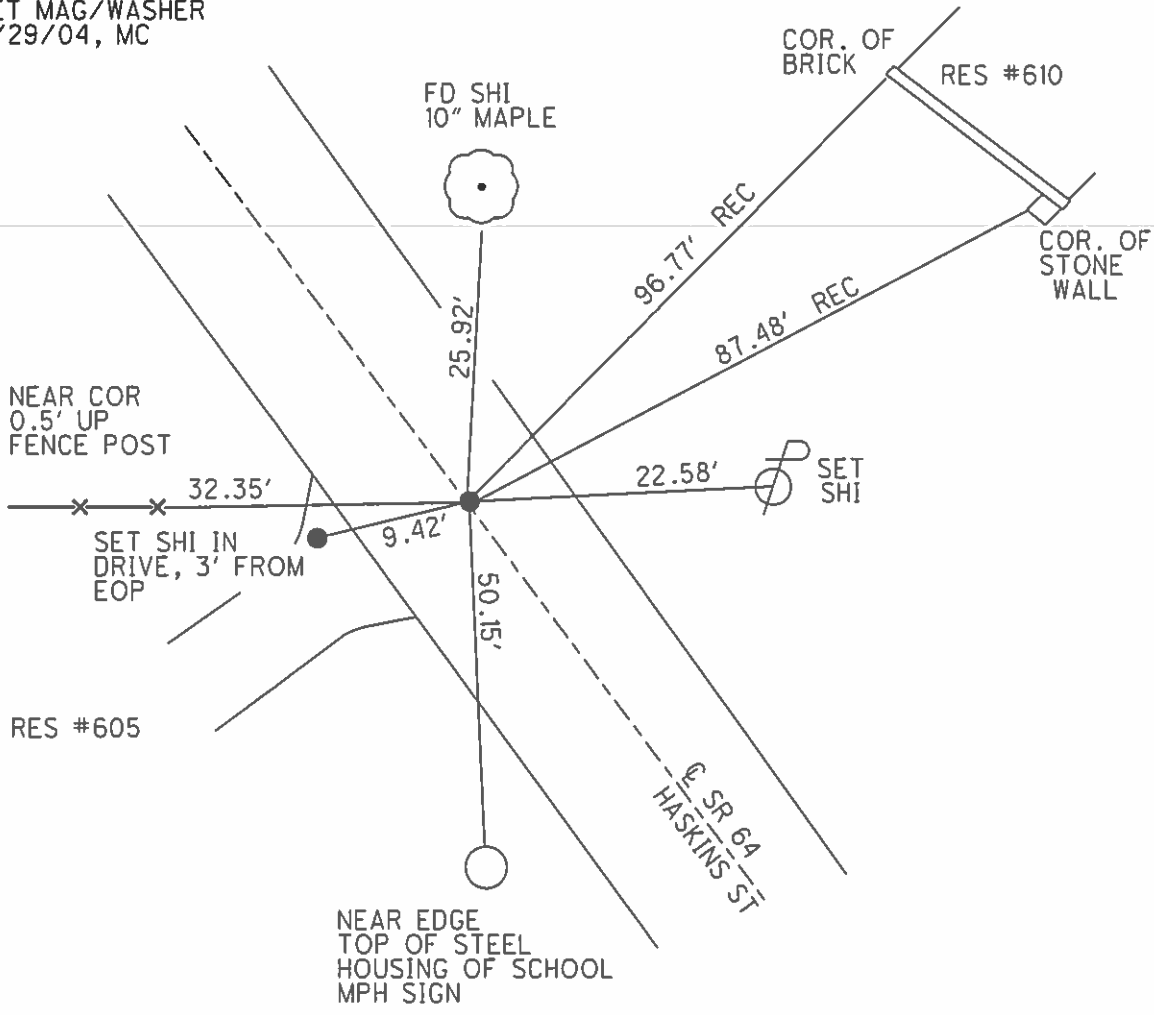 MAG/WASHER
29/04, MC
COR. OF
BRICK
RES #610
FD SHI
10" MAPLE
96.77' REC
COR. OF
STONE
WALL
87.48' REC
25.92'
NEAR COR
0.5' UP
FENCE POST
32.35'
22.58'
SET
SHI
9.42'
SET SHI IN
DRIVE, 3' FROM
EOP
50.15'
RES #605
℄ SR 64
HASKINS ST
NEAR EDGE
TOP OF STEEL
HOUSING OF SCHOOL
MPH SIGN